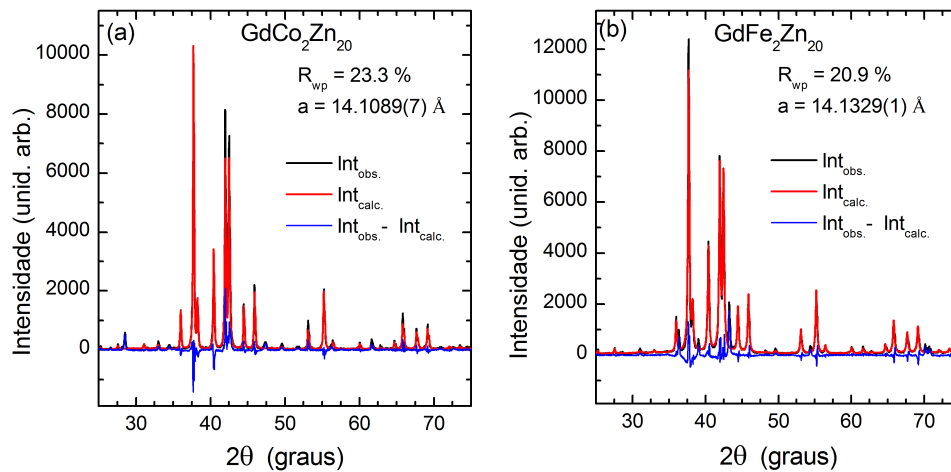 (a)
GdCo2Zn20
Rwp = 23.3 %
a = 14.1089(7) Å
Intobs.
Intcalc.
Intobs.- Intcalc.
Intensidade (unid. arb.)
10000
8000
6000
4000
2000
0
30 40 50 60 70
2θ (graus)
(b)
GdFe2Zn20
Rwp = 20.9 %
a = 14.1329(1) Å
Intobs.
Intcalc.
Intobs.- Intcalc.
Intensidade (unid. arb.)
12000
10000
8000
6000
4000
2000
0
30 40 50 60 70
2θ (graus)